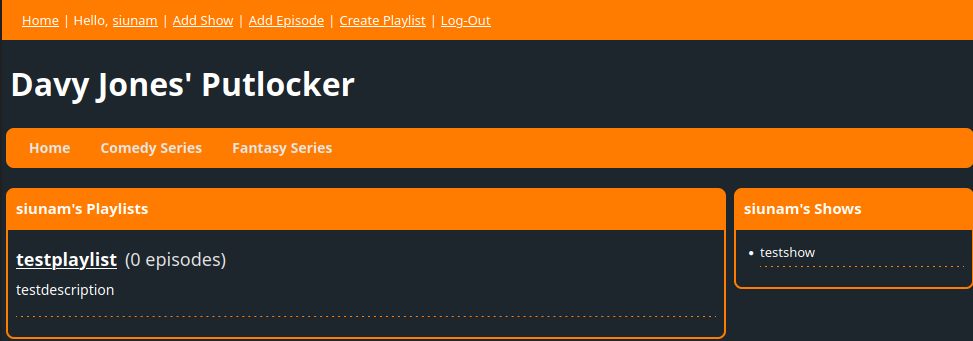 Home | Hello, siunam | Add Show | Add Episode | Create Playlist | Log-Out
Davy Jones' Putlocker
Home Comedy Series Fantasy Series
siunam's Playlists
testplaylist (0 episodes)
testdescription
siunam's Shows
• testshow